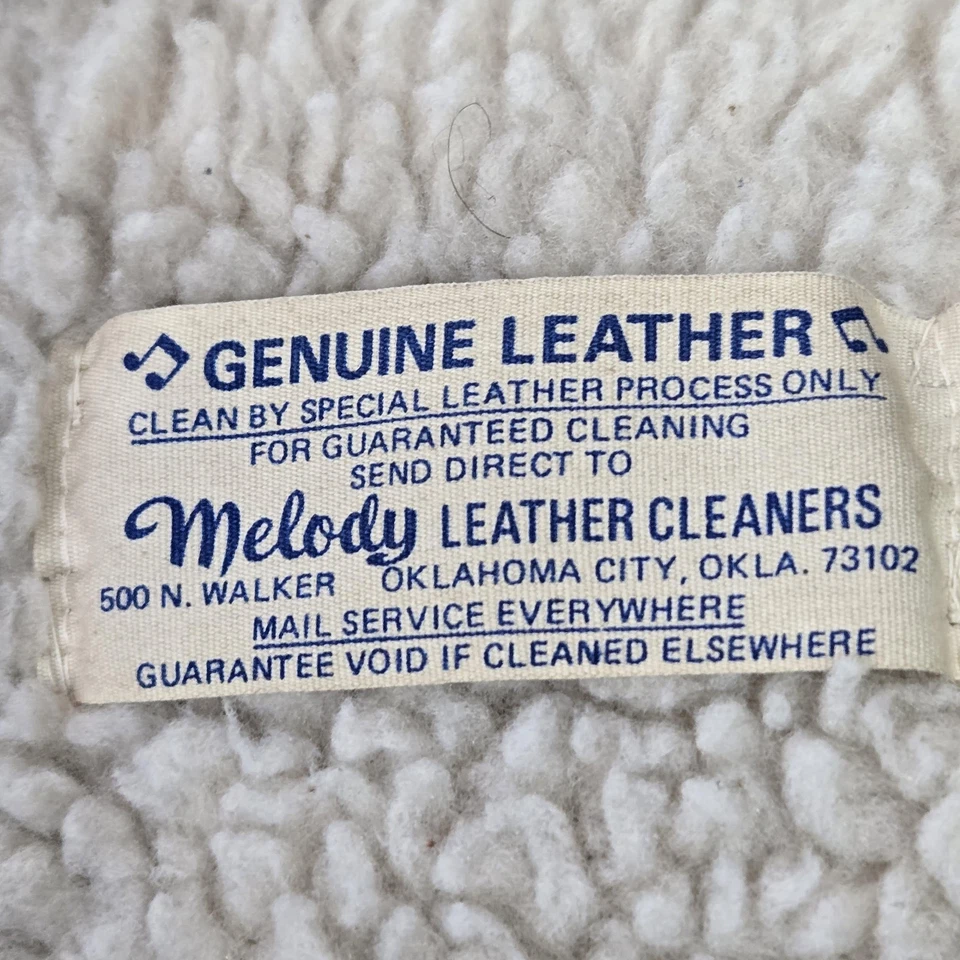 GENUINE LEATHER
CLEAN BY SPECIAL LEATHER PROCESS ONLY
FOR GUARANTEED CLEANING
SEND DIRECT TO
Melody LEATHER CLEANERS
500 N. WALKER OKLAHOMA CITY, OKLA. 73102
MAIL SERVICE EVERYWHERE
GUARANTEE VOID IF CLEANED ELSEWHERE